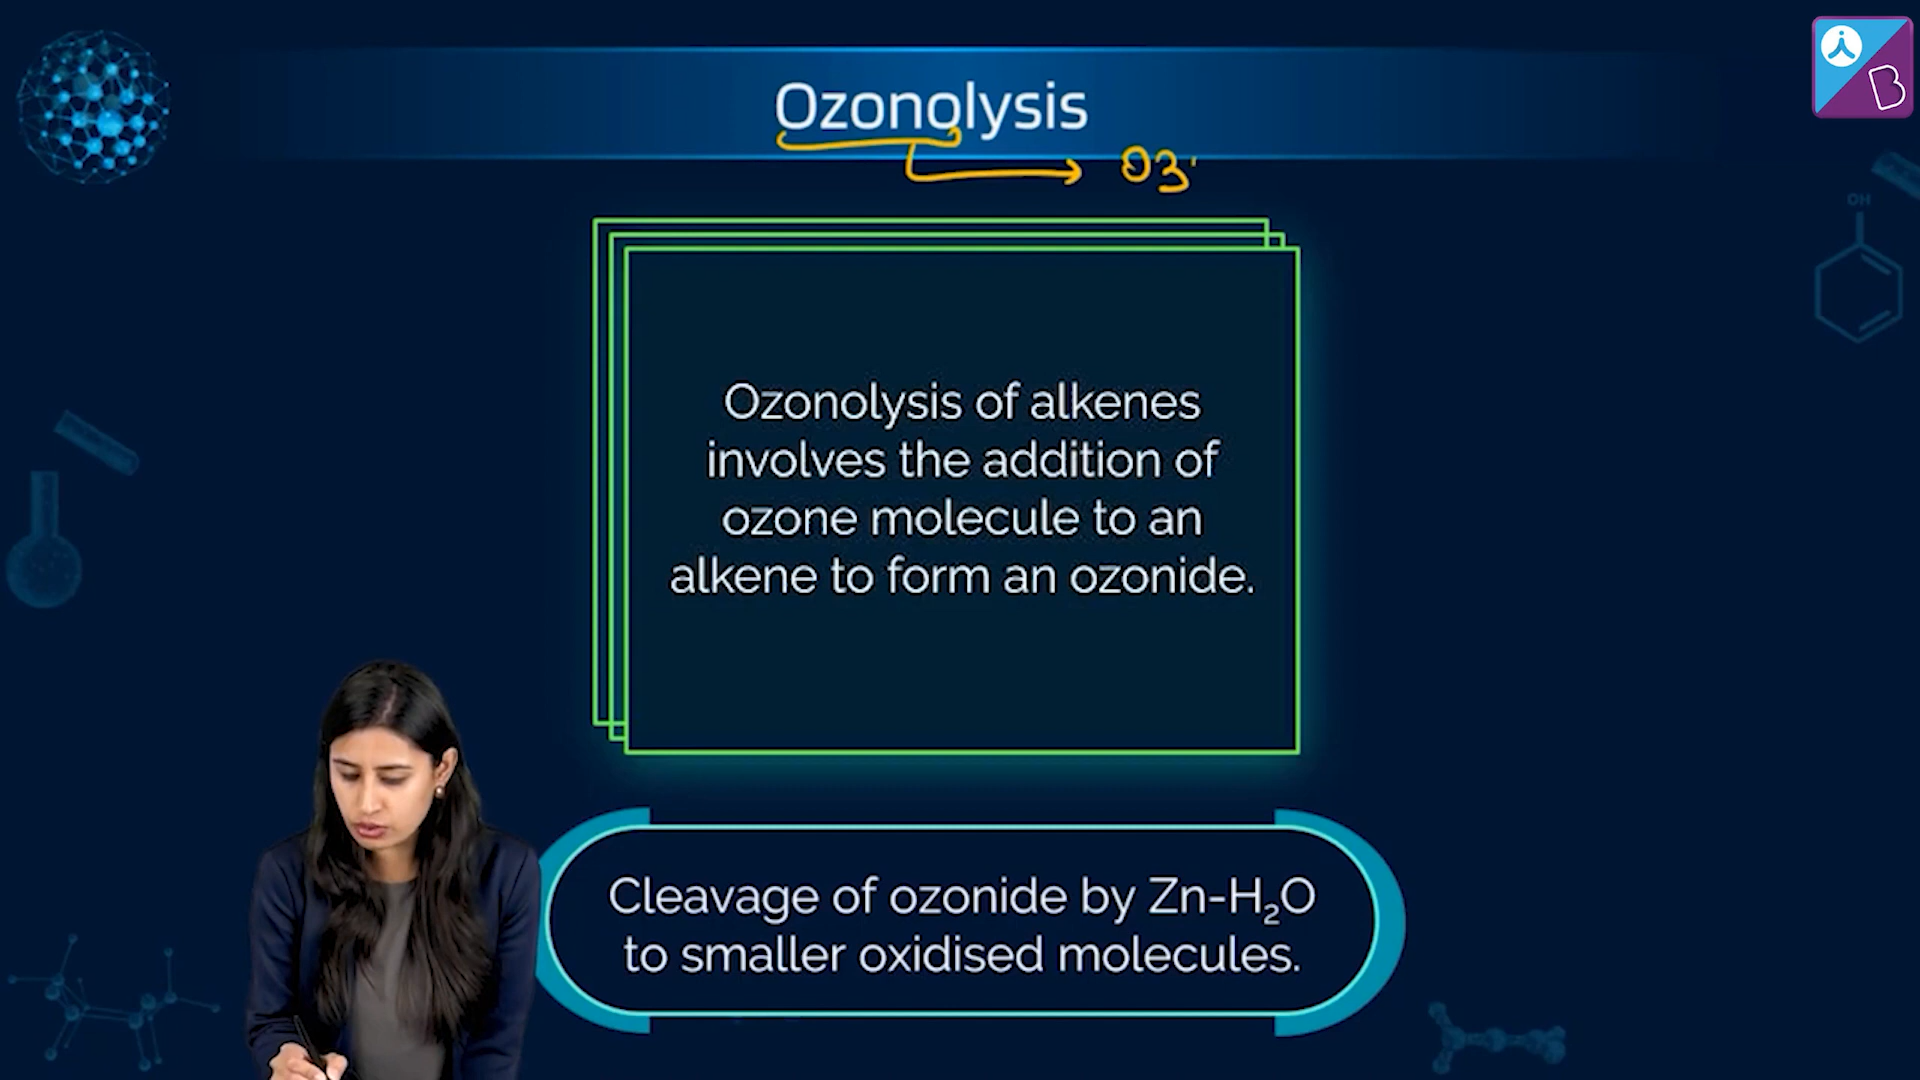 Ozonolysis
O3
OH
Ozonolysis of alkenes
involves the addition of
ozone molecule to an
alkene to form an ozonide.
Cleavage of ozonide by Zn-H₂O
to smaller oxidised molecules.
B